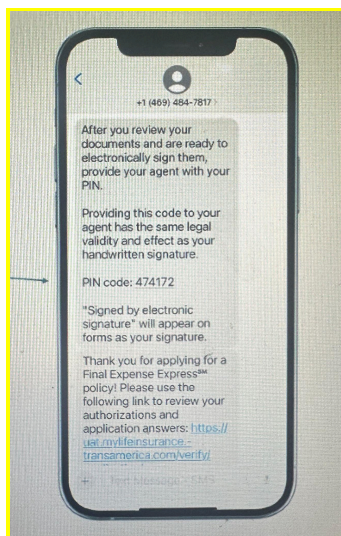 +1 (469) 484-7817 >
After you review your
documents and are ready to
electronically sign them,
provide your agent with your
PIN.
Providing this code to your
agent has the same legal
validity and effect as your
handwritten signature.
PIN code: 474172
"Signed by electronic
signature" will appear on
forms as your signature.
Thank you for applying for a
Final Expense Express℠
policy! Please use the
following link to review your
authorizations and
application answers: https://
uat.mylifeinsurance.-
transamerica.com/verify/
Text Message · SMS